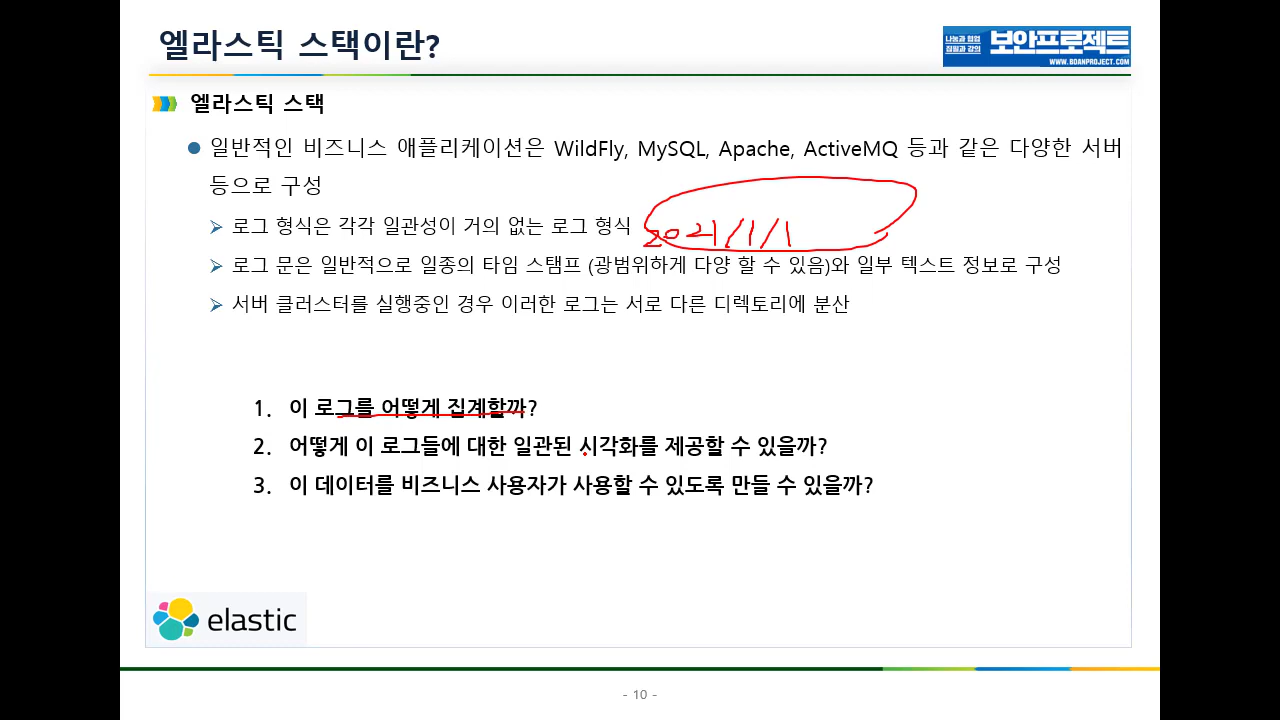 엘라스틱 스택이란?
나눔과 협업
집필과 강의
보안프로젝트
WWW.BOANPROJECT.COM
엘라스틱 스택
일반적인 비즈니스 애플리케이션은 WildFly, MySQL, Apache, ActiveMQ 등과 같은 다양한 서버
등으로 구성
로그 형식은 각각 일관성이 거의 없는 로그 형식
2021/1/1
로그 문은 일반적으로 일종의 타임 스탬프 (광범위하게 다양 할 수 있음)와 일부 텍스트 정보로 구성
서버 클러스터를 실행중인 경우 이러한 로그는 서로 다른 디렉토리에 분산
1. 이 로그를 어떻게 집계할까?
2. 어떻게 이 로그들에 대한 일관된 시각화를 제공할 수 있을까?
3. 이 데이터를 비즈니스 사용자가 사용할 수 있도록 만들 수 있을까?
elastic
- 10 -